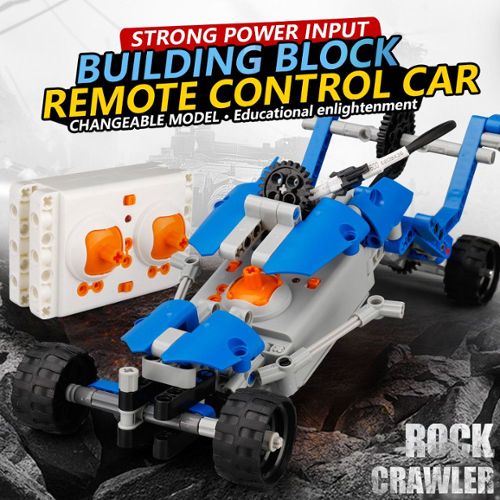 STRONG POWER INPUT
BUILDING BLOCK
REMOTE CONTROL CAR
CHANGEABLE MODEL • Educational enlightenment
ROCK
CRAWLER